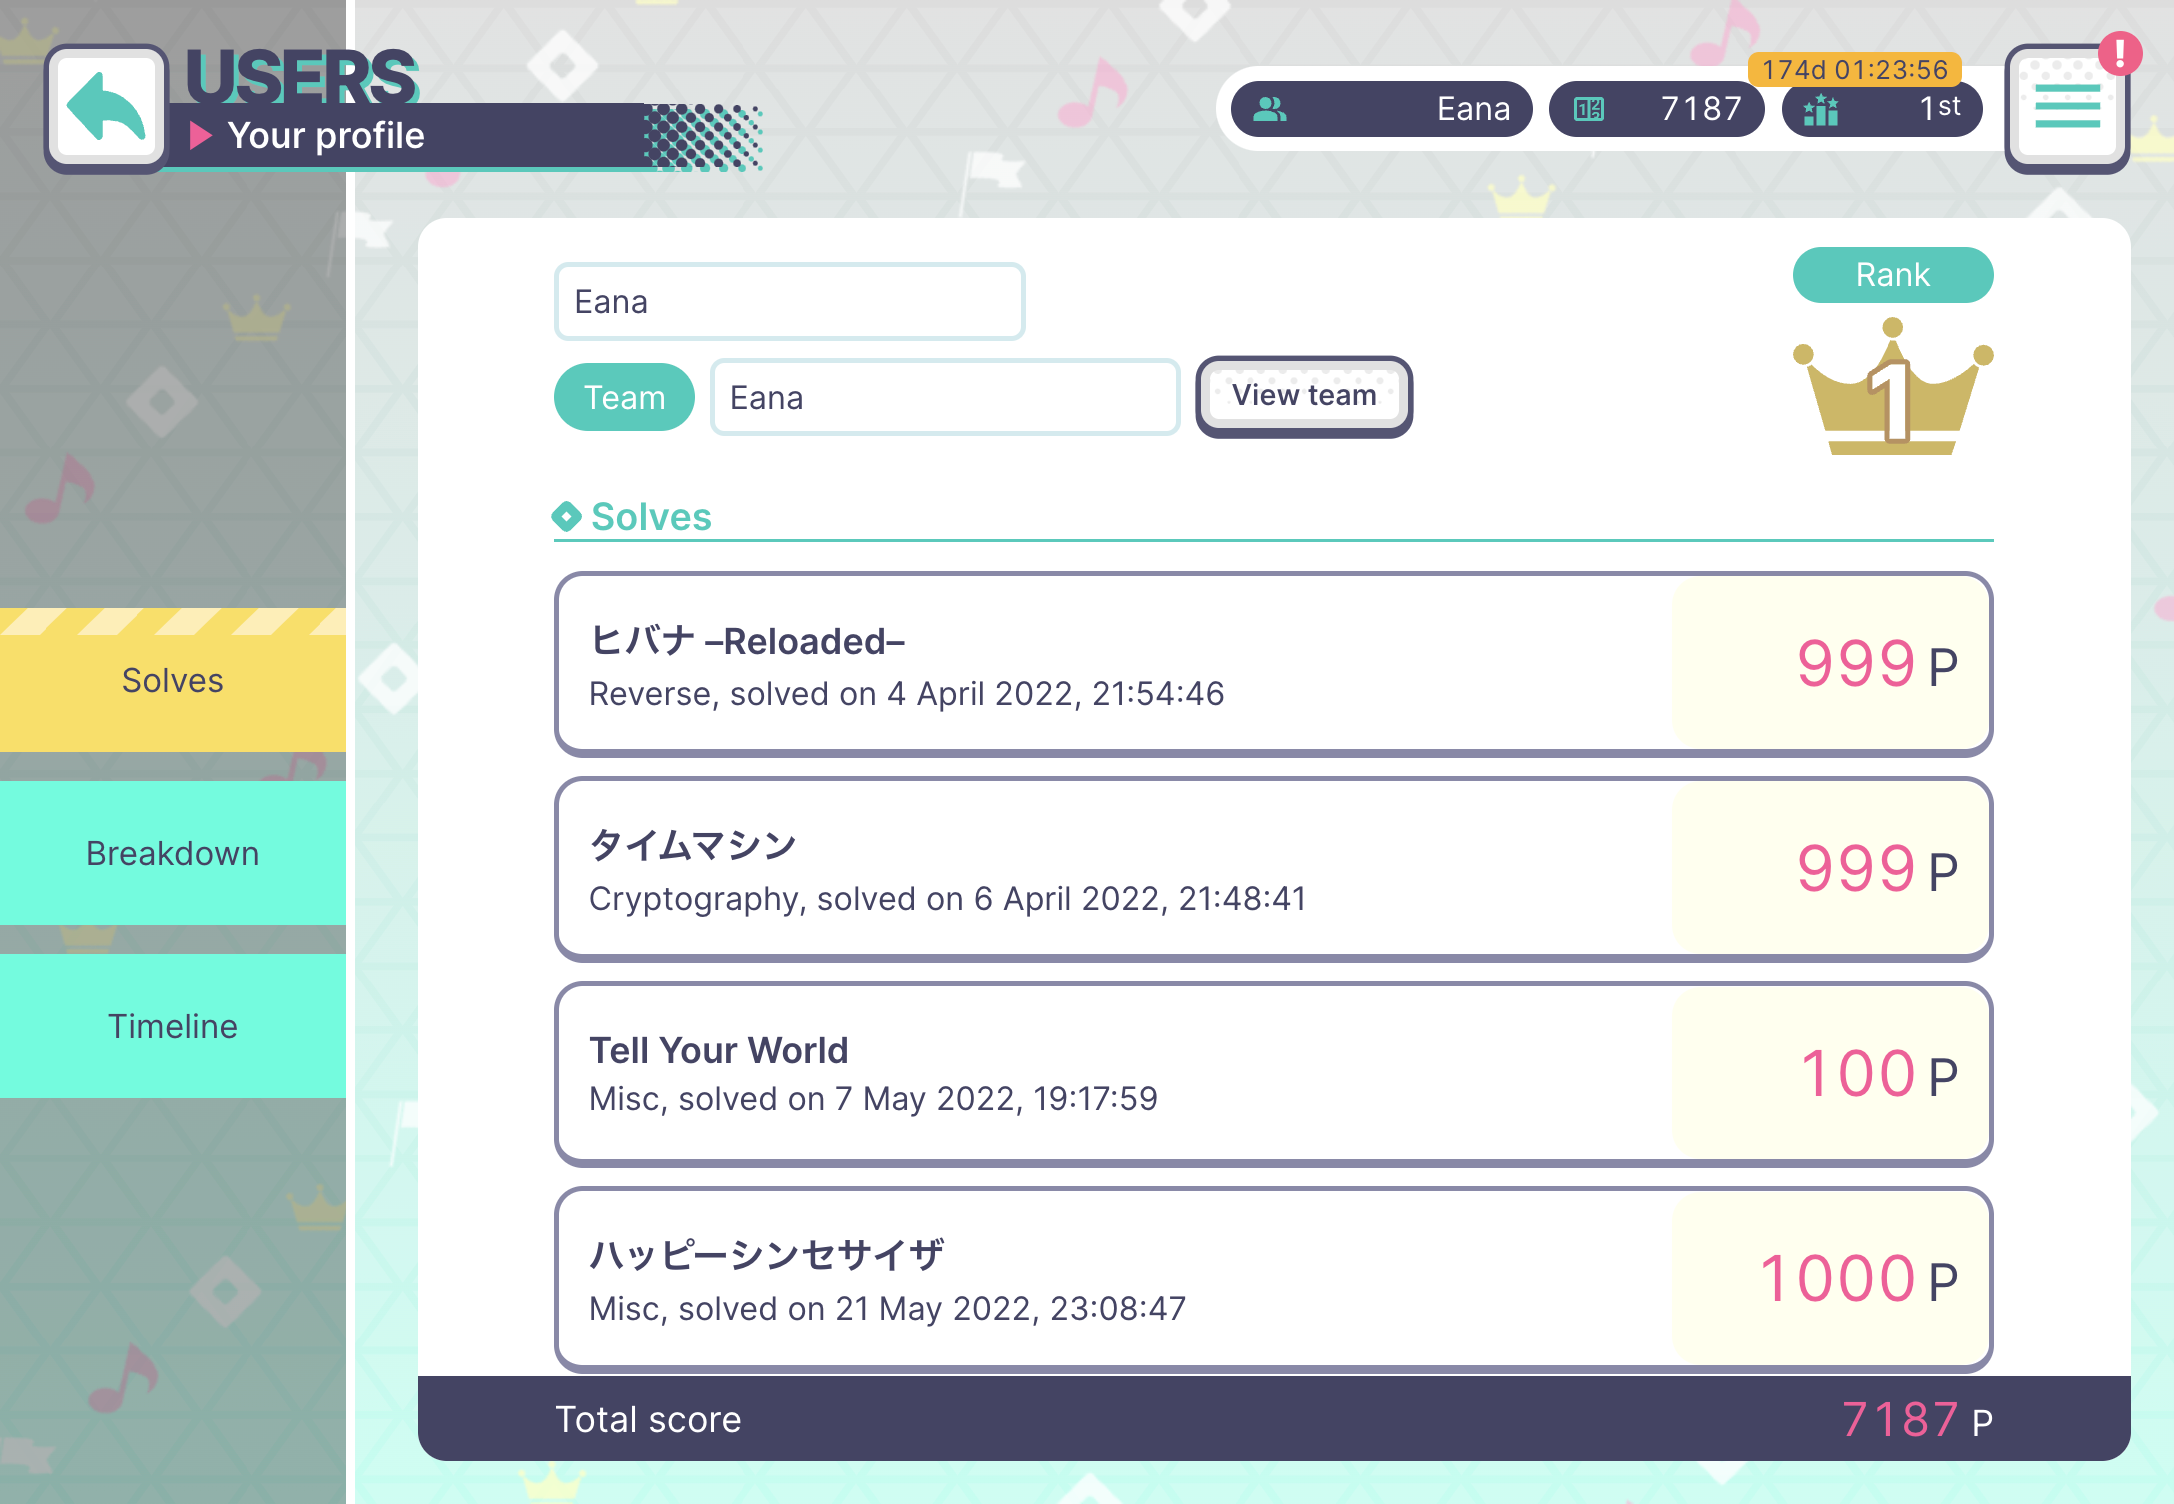 USERS
Your profile
Eana
7187
174d 01:23:56
1st
!
Eana
Team
Eana
View team
Rank
1
Solves
Solves
Breakdown
Timeline
ヒバナ –Reloaded–
Reverse, solved on 4 April 2022, 21:54:46
999 P
タイムマシン
Cryptography, solved on 6 April 2022, 21:48:41
999 P
Tell Your World
Misc, solved on 7 May 2022, 19:17:59
100 P
ハッピーシンセサイザ
Misc, solved on 21 May 2022, 23:08:47
1000 P
Total score
7187 P